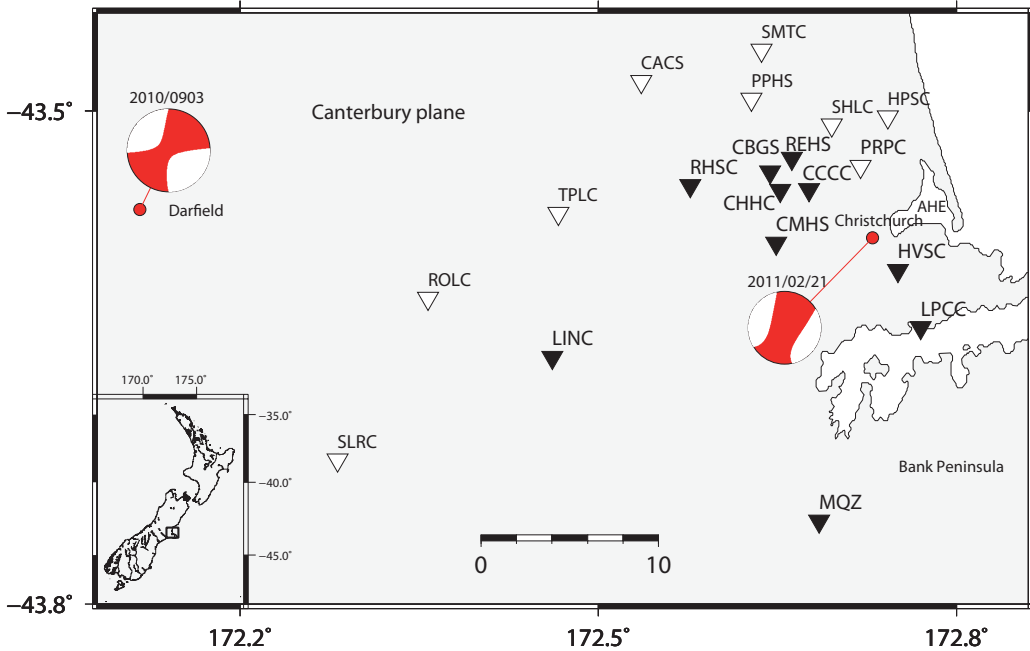 SMTC
CACS
PPHS
2010/0903
−43.5°
Canterbury plane
SHLC
HPSC
CBGS
REHS
PRPC
RHSC
CCCC
TPLC
CHHC
AHE
Darfield
CMHS
Christchurch
HVSC
ROLC
2011/02/21
LPCC
LINC
170.0°
175.0°
−35.0°
SLRC
Bank Peninsula
−40.0°
MQZ
−45.0°
0
10
−43.8°
172.2°
172.5°
172.8°